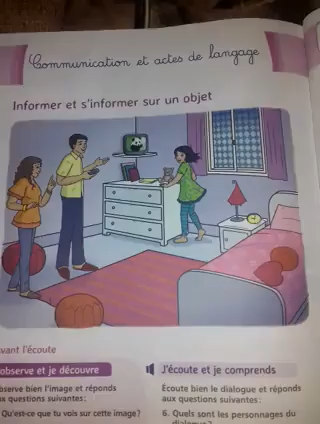 Communication et actes de langage
Informer et s'informer sur un objet
vant l'écoute
observe et je découvre
J'écoute et je comprends
bserve bien l'image et réponds
ux questions suivantes :
Écoute bien le dialogue et réponds
aux questions suivantes :
Qu'est-ce que tu vois sur cette image?
6. Quels sont les personnages du
dialogue?